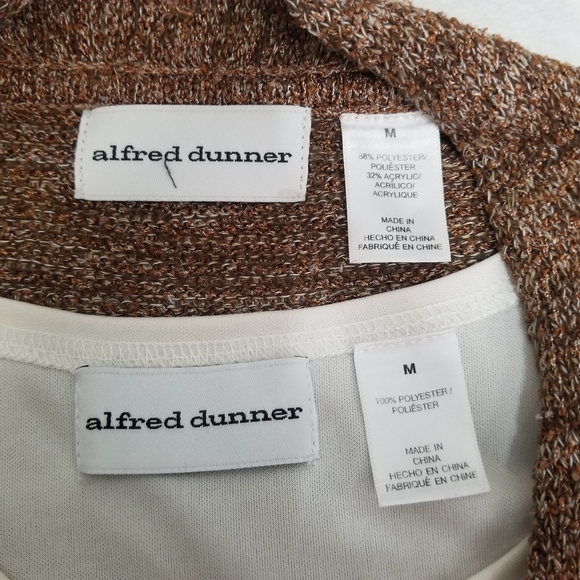 alfred dunner
M
68% POLYESTER/
POLIÉSTER
32% ACRYLIC/
ACRÍLICO/
ACRYLIQUE
MADE IN
CHINA
HECHO EN CHINA
FABRIQUÉ EN CHINE
alfred dunner
M
100% POLYESTER /
POLIÉSTER
MADE IN
CHINA
HECHO EN CHINA
FABRIQUÉ EN CHINE